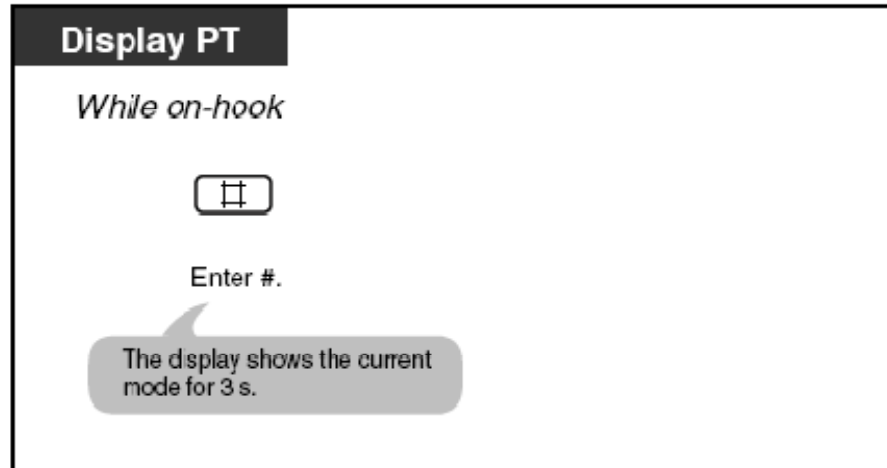 Display PT
While on-hook
#
Enter #.
The display shows the current
mode for 3 s.